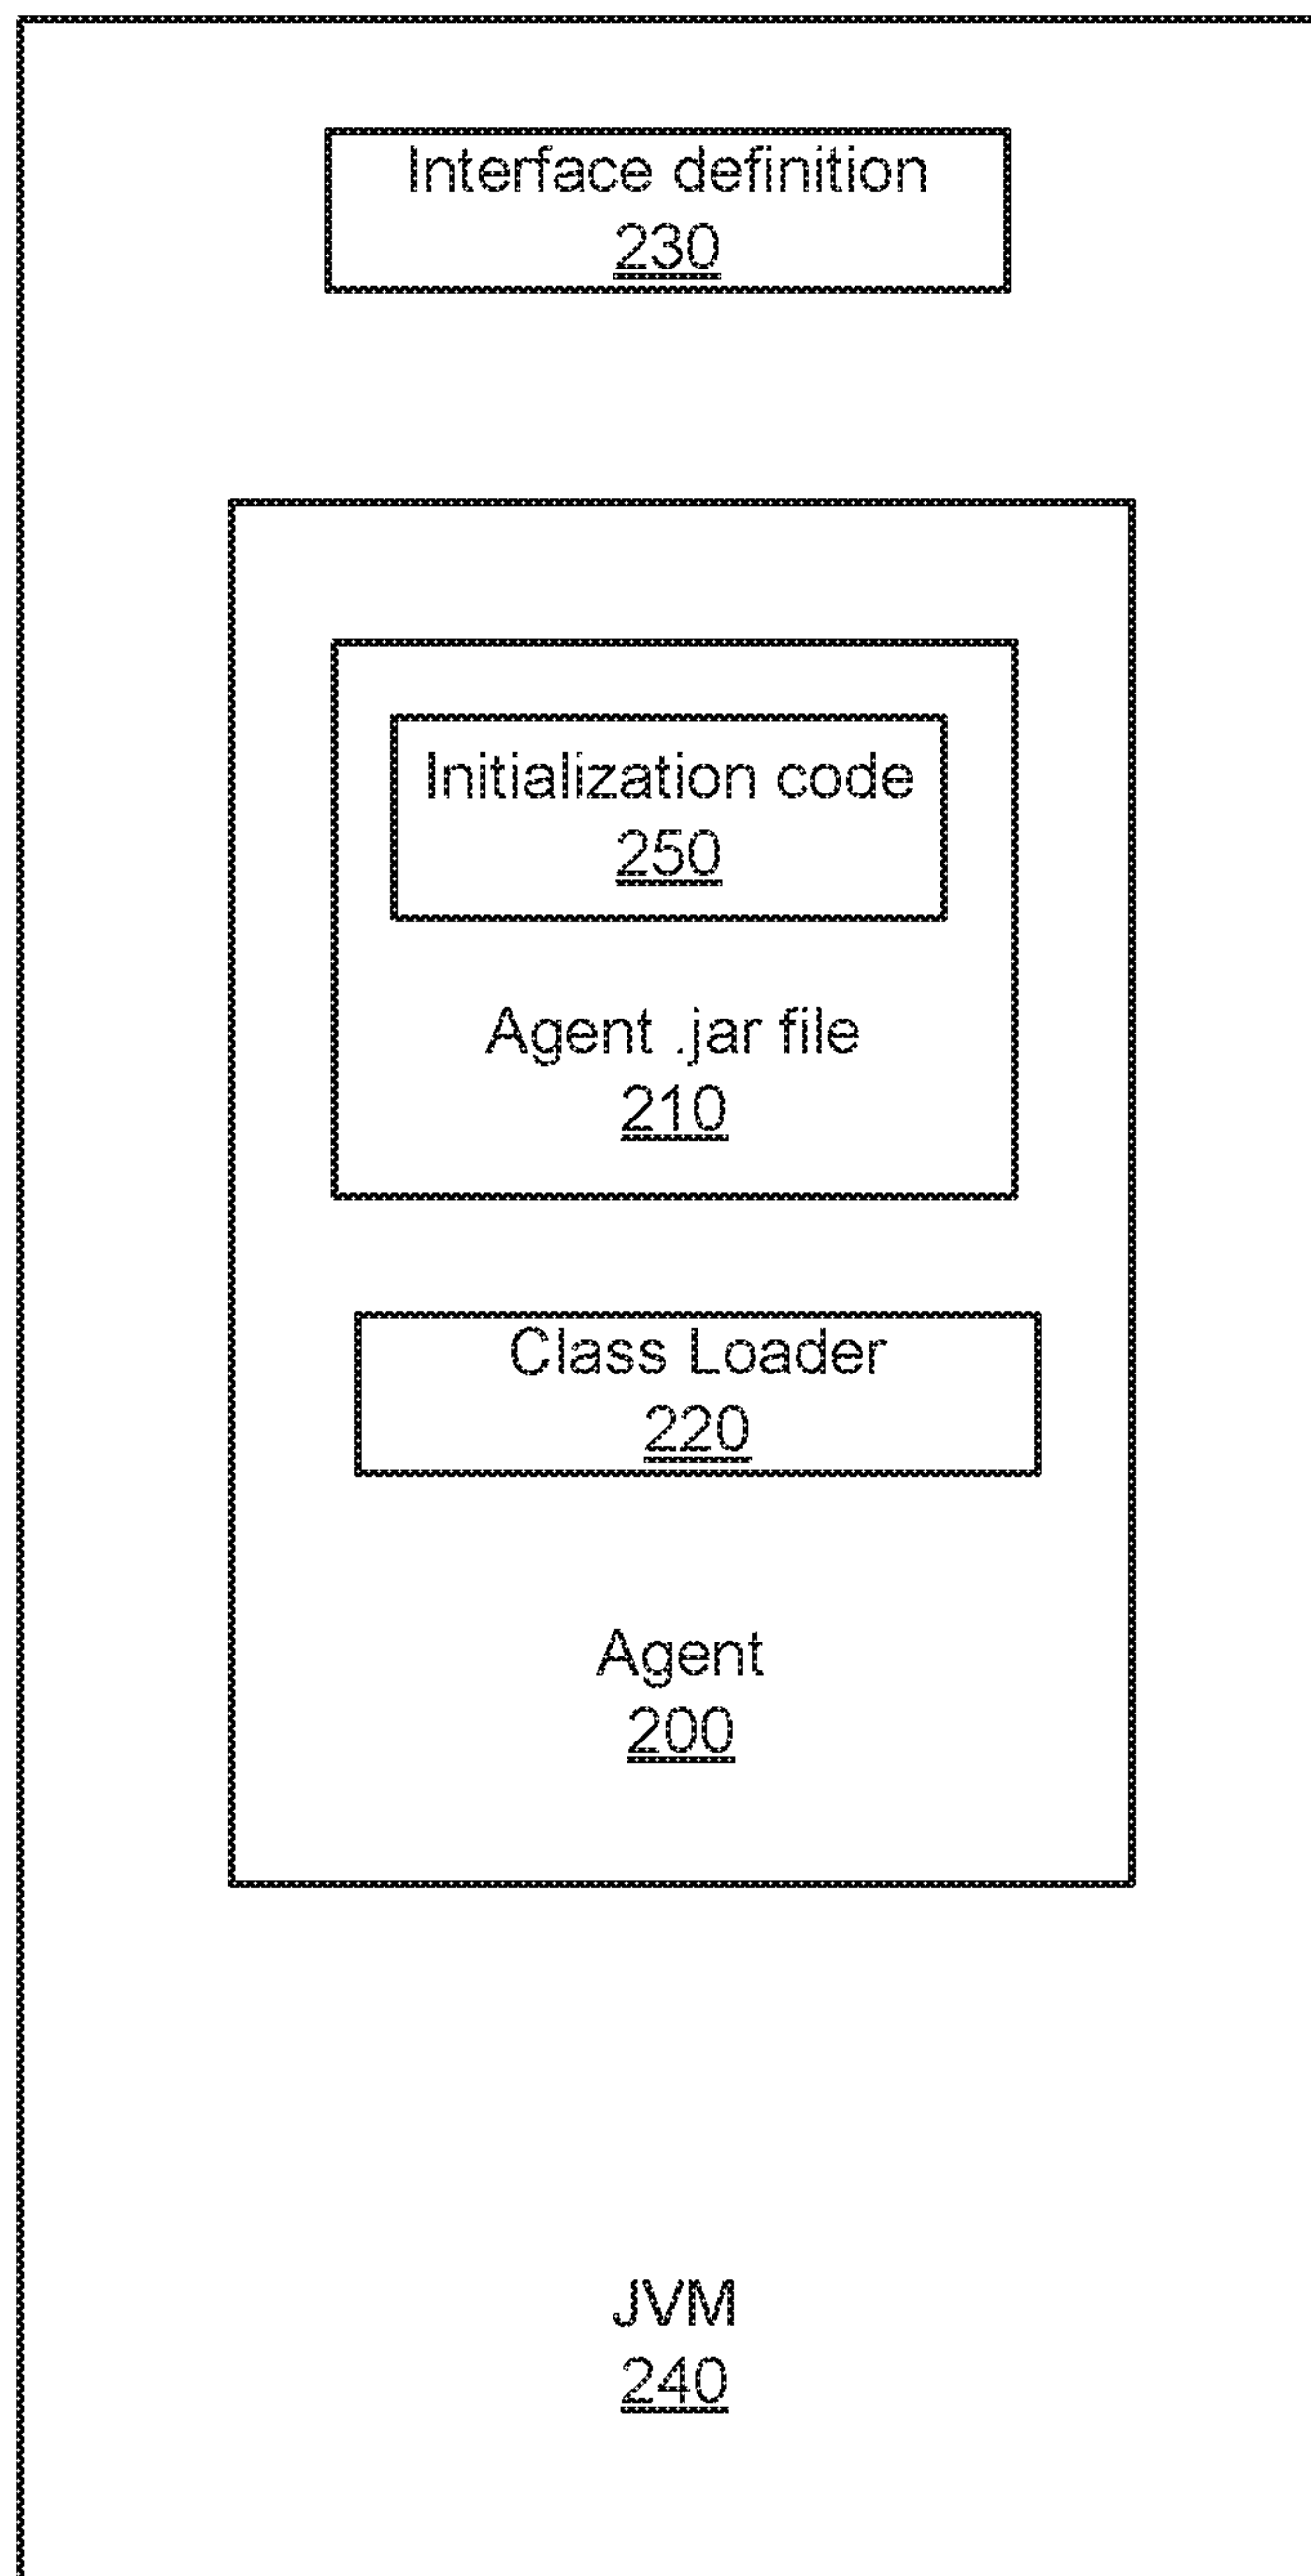 Interface definition
230
Initialization code
250
Agent .jar file
210
Class Loader
220
Agent
200
JVM
240